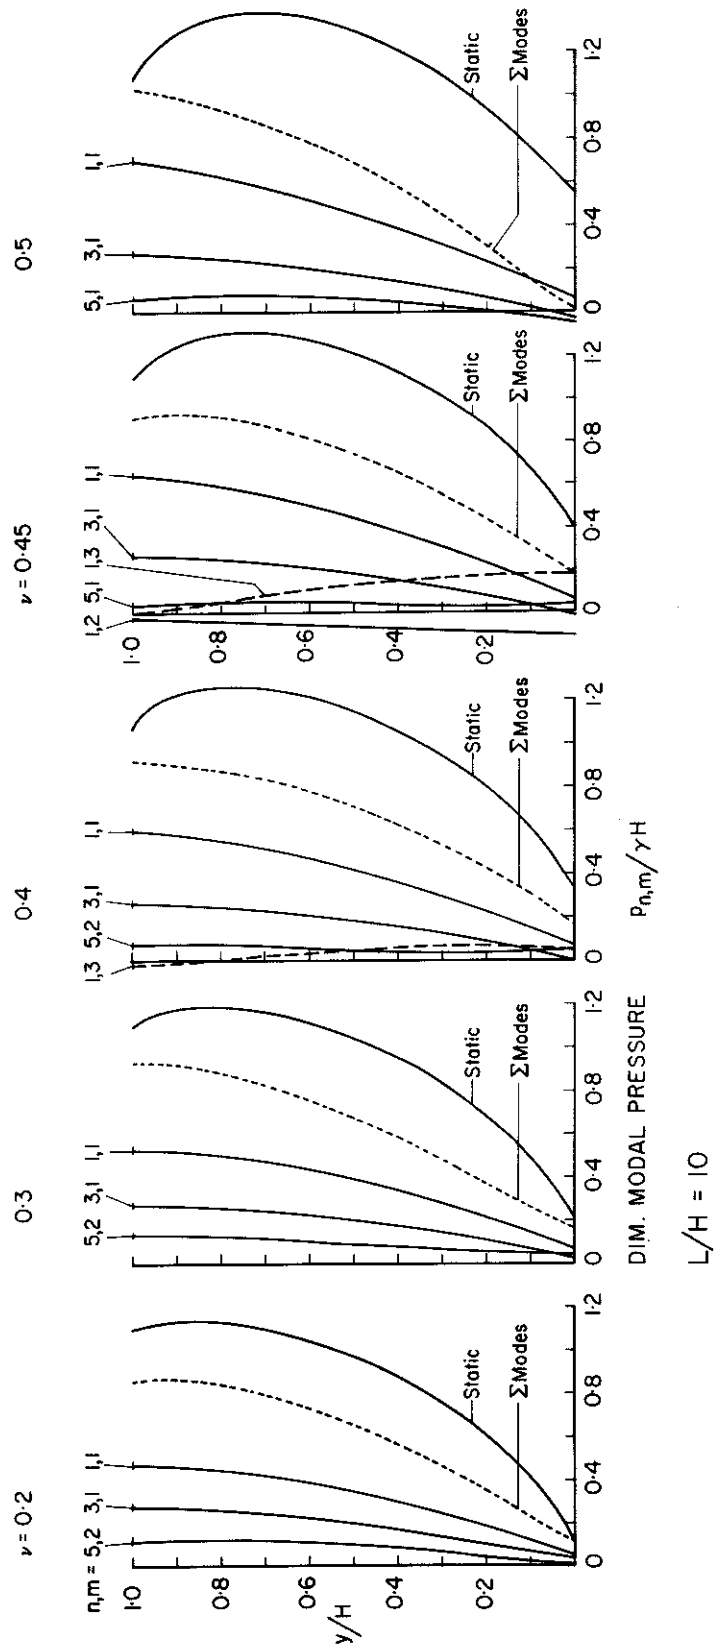 ν = 0·2
0·3
0·4
ν = 0·45
0·5
n,m = 5,2 3,1 1,1
5,2 3,1 1,1
1,3 5,2 3,1 1,1
1,2 5,1 1,3 3,1 1,1
5,1 3,1 1,1
y/H
1·0
0·8
0·6
0·4
0·2
Static
ΣModes
0 0·4 0·8 1·2
Static
ΣModes
0 0·4 0·8 1·2
Static
ΣModes
0 0·4 0·8 1·2
1·0
0·8
0·6
0·4
0·2
Static
ΣModes
0 0·4 0·8 1·2
Static
ΣModes
0 0·4 0·8 1·2
DIM. MODAL PRESSURE pn,m/γH
L/H = 10